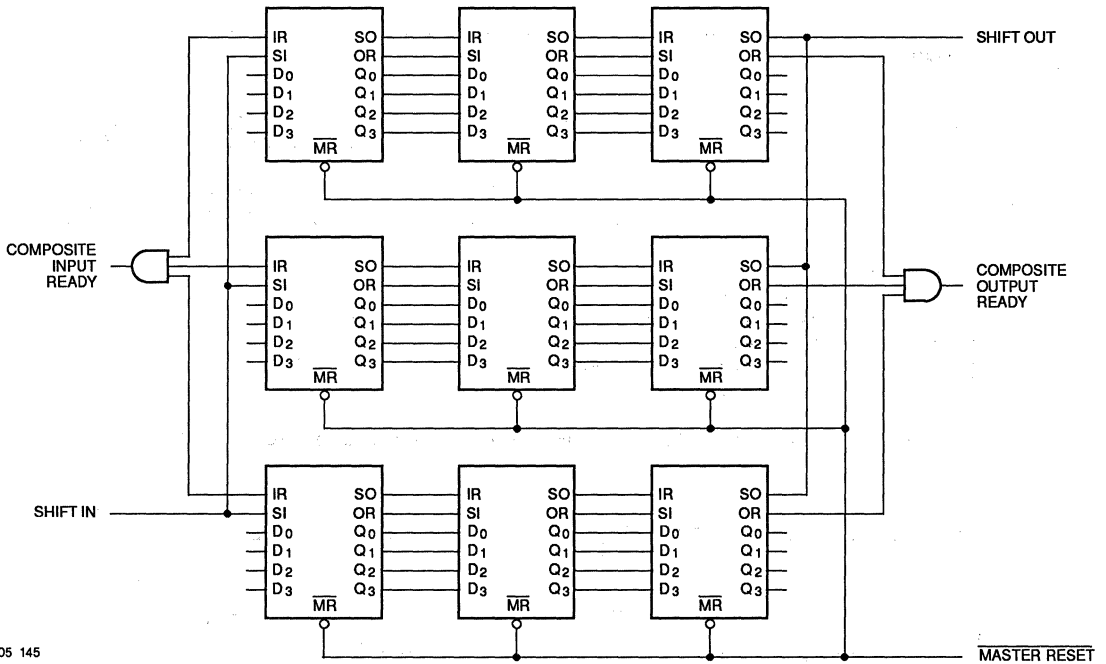 IR SO IR SO IR SO SHIFT OUT
SI OR SI OR SI OR
D0 Q0 D0 Q0 D0 Q0
D1 Q1 D1 Q1 D1 Q1
D2 Q2 D2 Q2 D2 Q2
D3 Q3 D3 Q3 D3 Q3
MR MR MR
COMPOSITE
INPUT
READY
IR SO IR SO IR SO
SI OR SI OR SI OR
D0 Q0 D0 Q0 D0 Q0
D1 Q1 D1 Q1 D1 Q1
D2 Q2 D2 Q2 D2 Q2
D3 Q3 D3 Q3 D3 Q3
MR MR MR
COMPOSITE
OUTPUT
READY
IR SO IR SO IR SO
SHIFT IN SI OR SI OR SI OR
D0 Q0 D0 Q0 D0 Q0
D1 Q1 D1 Q1 D1 Q1
D2 Q2 D2 Q2 D2 Q2
D3 Q3 D3 Q3 D3 Q3
MR MR MR
05 145
MASTER RESET